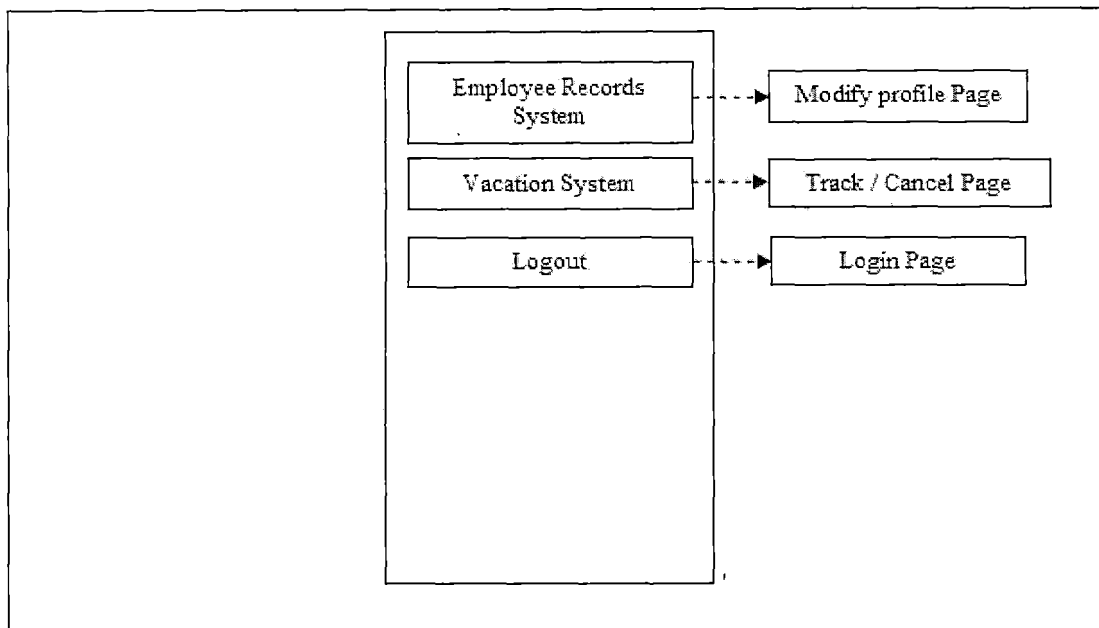 Employee Records
System
Modify profile Page
Vacation System
Track / Cancel Page
Logout
Login Page